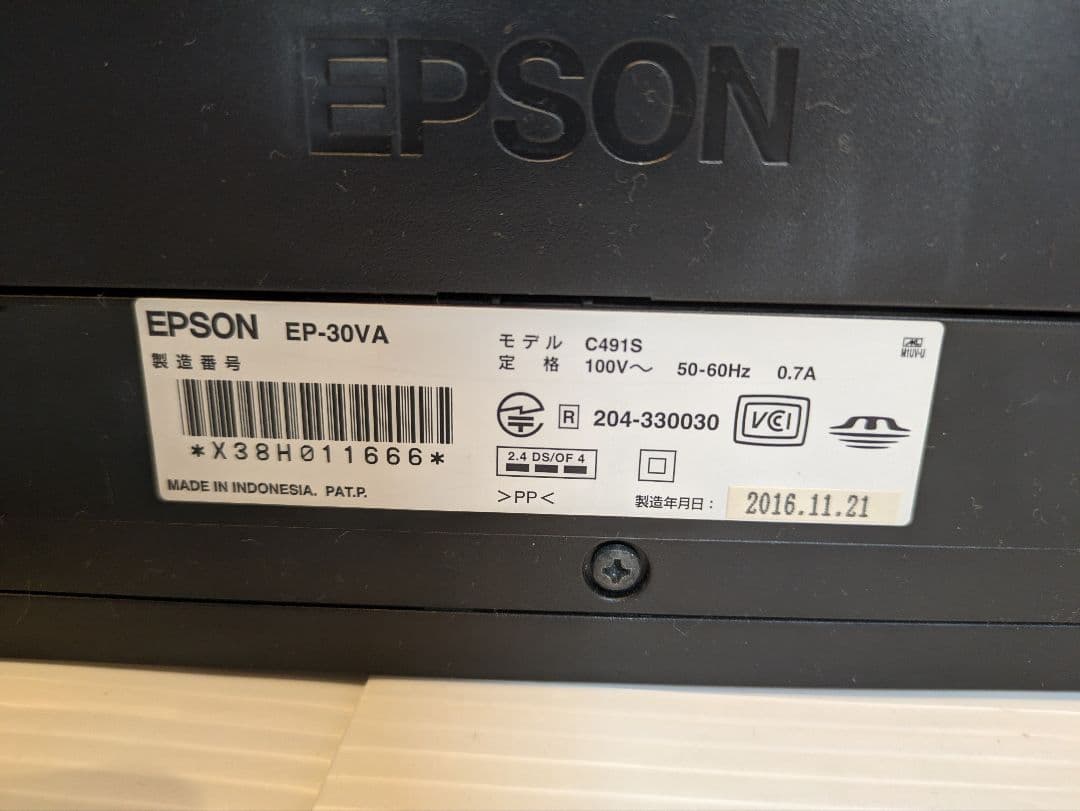 EPSON
EPSON EP-30VA
製造番号
*X38H011666*
MADE IN INDONESIA. PAT.P.
モデル C491S
定格 100V～ 50-60Hz 0.7A
R 204-330030 VCI
2.4 DS/OF 4
>PP<
製造年月日： 2016.11.21
M1UV-U